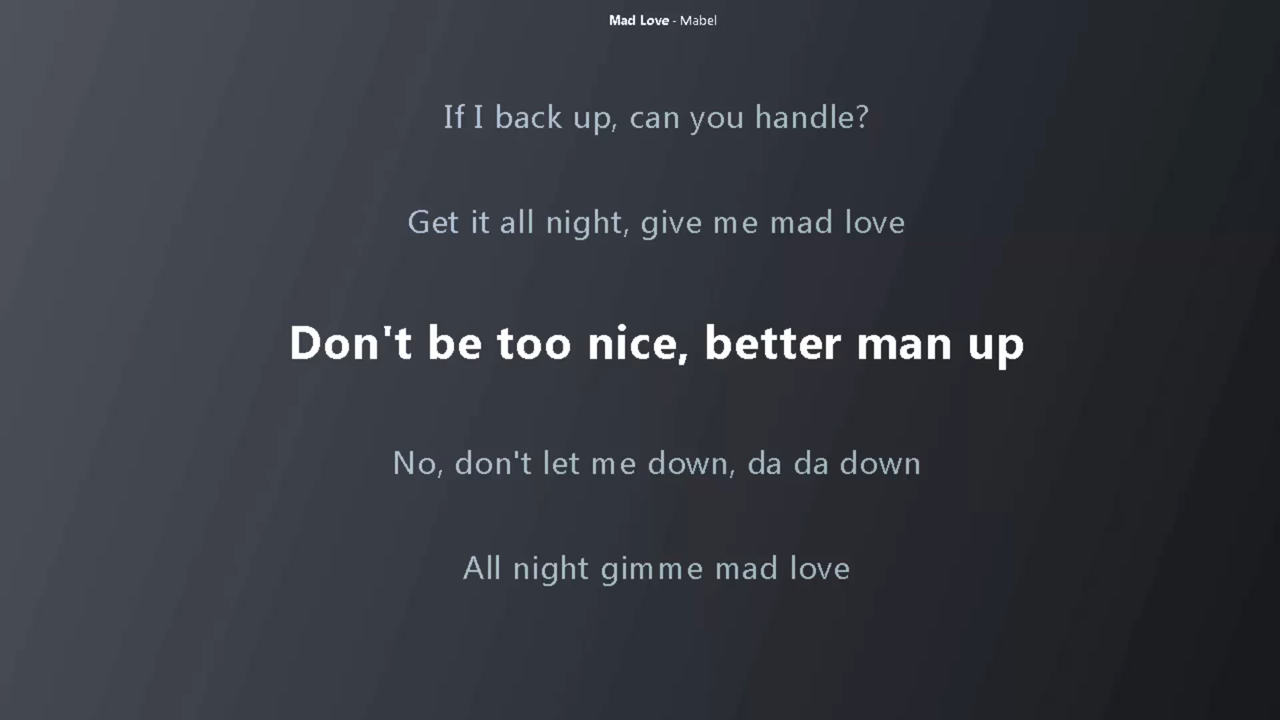 Mad Love - Mabel
If I back up, can you handle?
Get it all night, give me mad love
Don't be too nice, better man up
No, don't let me down, da da down
All night gimme mad love